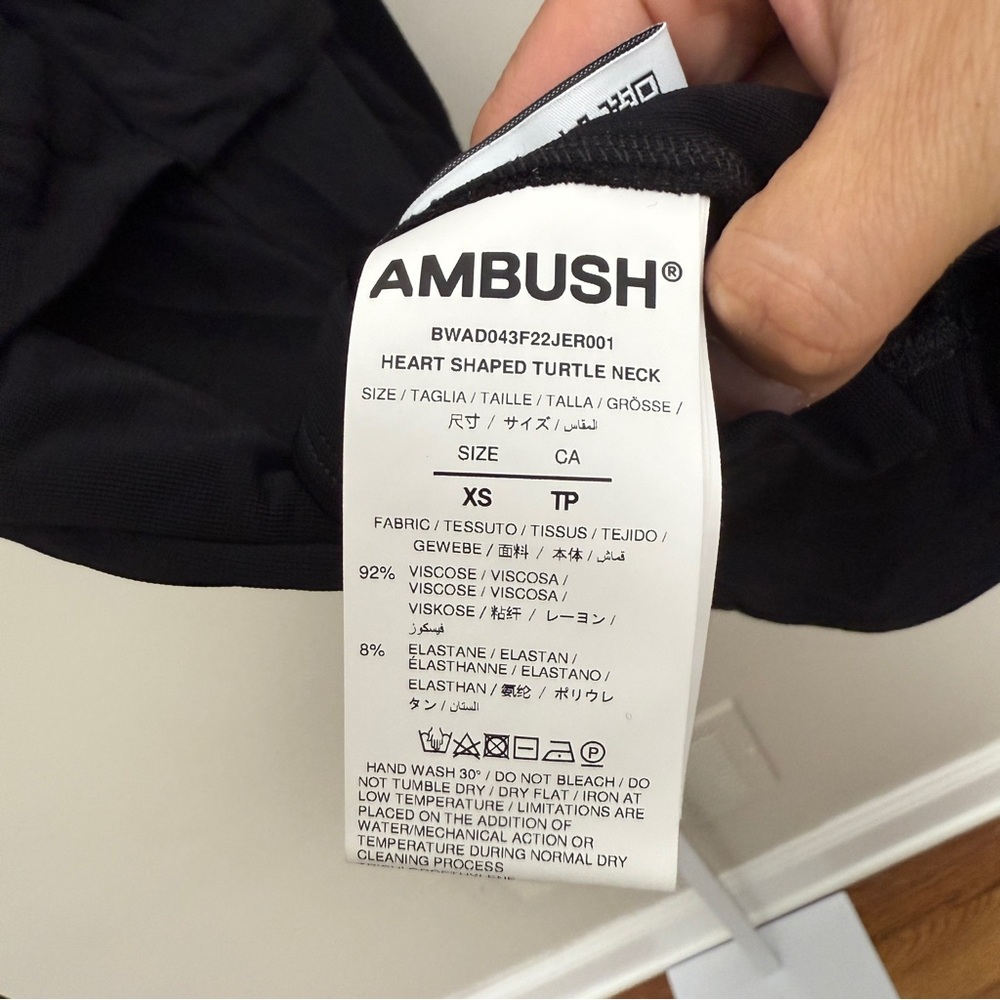 AMBUSH®
BWAD043F22JER001
HEART SHAPED TURTLE NECK
SIZE / TAGLIA / TAILLE / TALLA / GRÖSSE /
尺寸 / サイズ / المقاس
SIZE CA
XS TP
FABRIC / TESSUTO / TISSUS / TEJIDO /
GEWEBE / 面料 / 本体 / قماش
92% VISCOSE / VISCOSA /
VISCOSE / VISCOSA /
VISKOSE / 粘纤 / レーヨン /
فيسكوز
8% ELASTANE / ELASTAN /
ÉLASTHANNE / ELASTANO /
ELASTHAN / 氨纶 / ポリウレ
タン / الستان
P
HAND WASH 30° / DO NOT BLEACH / DO
NOT TUMBLE DRY / DRY FLAT / IRON AT
LOW TEMPERATURE / LIMITATIONS ARE
PLACED ON THE ADDITION OF
WATER/MECHANICAL ACTION OR
TEMPERATURE DURING NORMAL DRY
CLEANING PROCESS